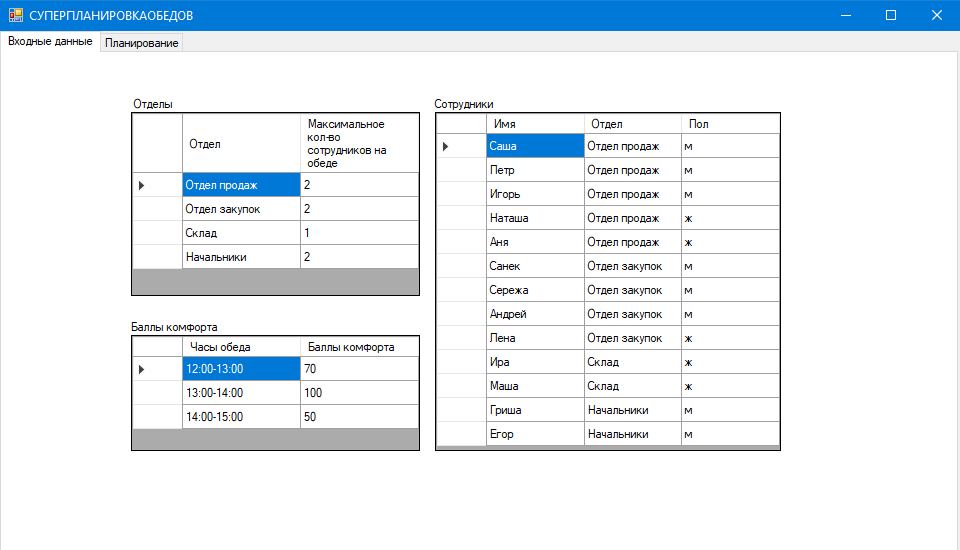 СУПЕРПЛАНИРОВКАОБЕДОВ
Входные данные
Планирование
Отделы
Отдел
Максимальное
кол-во
сотрудников на
обеде
Отдел продаж 2
Отдел закупок 2
Склад 1
Начальники 2
Баллы комфорта
Часы обеда Баллы комфорта
12:00-13:00 70
13:00-14:00 100
14:00-15:00 50
Сотрудники
Имя Отдел Пол
Саша Отдел продаж м
Петр Отдел продаж м
Игорь Отдел продаж м
Наташа Отдел продаж ж
Аня Отдел продаж ж
Санек Отдел закупок м
Сережа Отдел закупок м
Андрей Отдел закупок м
Лена Отдел закупок ж
Ира Склад ж
Маша Склад ж
Гриша Начальники м
Егор Начальники м